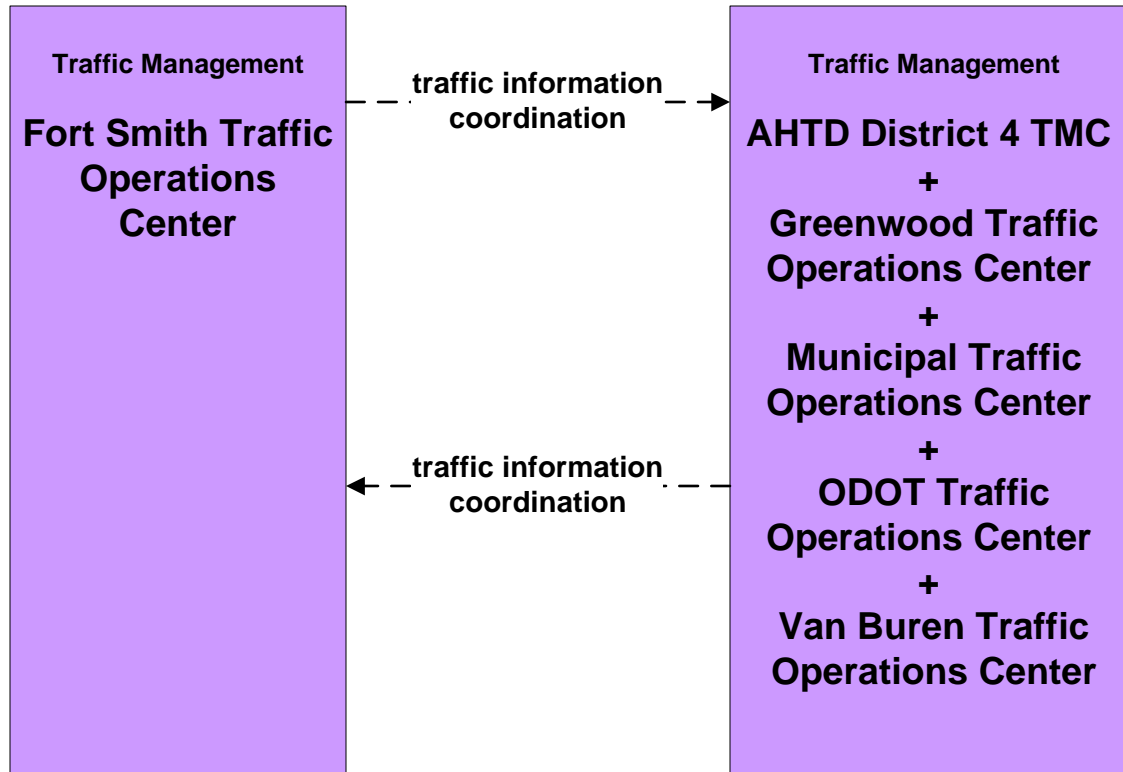 Traffic Management
Fort Smith Traffic
Operations
Center
traffic information
coordination
traffic information
coordination
Traffic Management
AHTD District 4 TMC
+
Greenwood Traffic
Operations Center
+
Municipal Traffic
Operations Center
+
ODOT Traffic
Operations Center
+
Van Buren Traffic
Operations Center